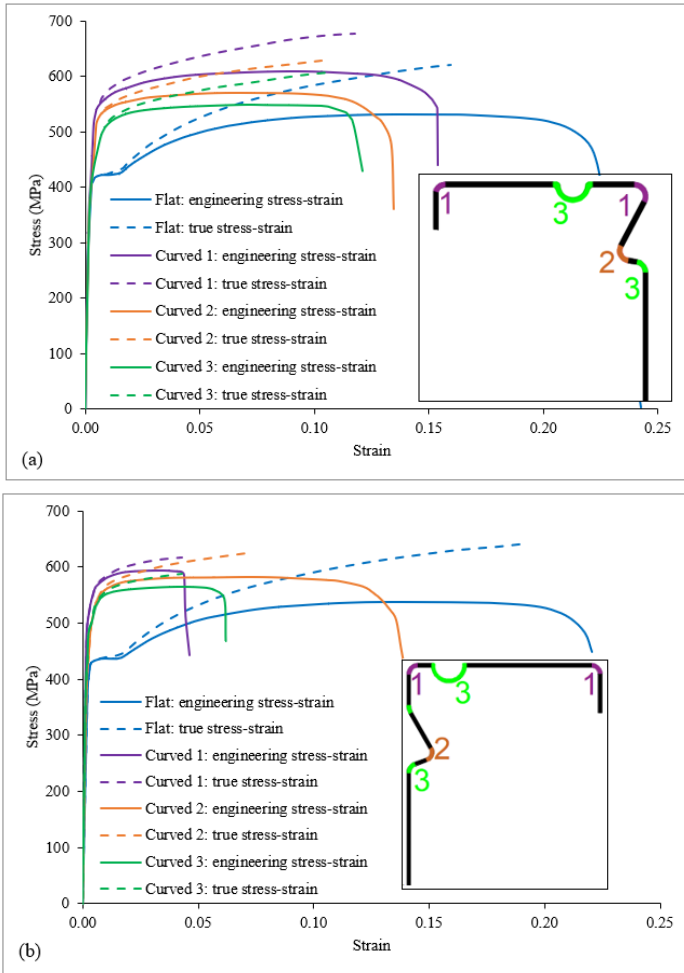 700
600
500
400
300
200
100
0
Stress (MPa)
Flat: engineering stress-strain
Flat: true stress-strain
Curved 1: engineering stress-strain
Curved 1: true stress-strain
Curved 2: engineering stress-strain
Curved 2: true stress-strain
Curved 3: engineering stress-strain
Curved 3: true stress-strain
1
3
1
2
3
0.00 0.05 0.10 0.15 0.20 0.25
Strain
(a)
700
600
500
400
300
200
100
0
Stress (MPa)
Flat: engineering stress-strain
Flat: true stress-strain
Curved 1: engineering stress-strain
Curved 1: true stress-strain
Curved 2: engineering stress-strain
Curved 2: true stress-strain
Curved 3: engineering stress-strain
Curved 3: true stress-strain
1
3
1
2
3
0.00 0.05 0.10 0.15 0.20 0.25
Strain
(b)